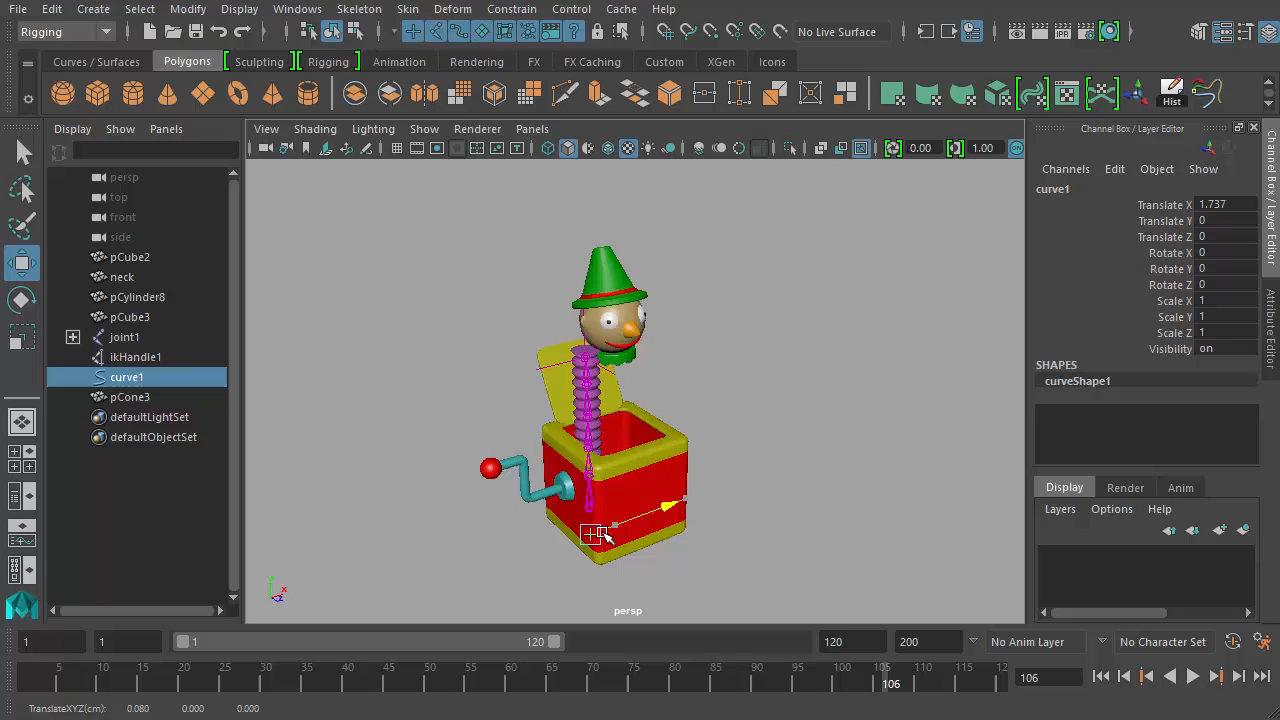 File Edit Create Select Modify Display Windows Skeleton Skin Deform Constrain Control Cache Help
Rigging No Live Surface
Curves / Surfaces Polygons Sculpting Rigging Animation Rendering FX FX Caching Custom XGen Icons
Hist
Display Show Panels View Shading Lighting Show Renderer Panels Channel Box / Layer Editor
0.00 1.00 ON
Channels Edit Object Show
persp
top
front
side
pCube2
neck
pCylinder8
pCube3
joint1
ikHandle1
curve1
pCone3
defaultLightSet
defaultObjectSet
curve1
Translate X 1.737
Translate Y 0
Translate Z 0
Rotate X 0
Rotate Y 0
Rotate Z 0
Scale X 1
Scale Y 1
Scale Z 1
Visibility on
SHAPES
curveShape1
Channel Box / Layer Editor
Attribute Editor
Display Render Anim
Layers Options Help
y x z
persp
1 1 1 120 120 200 No Anim Layer No Character Set
5 10 15 20 25 30 35 40 45 50 55 60 65 70 75 80 85 90 95 100 105 110 115 12
106 106
TranslateXYZ(cm): 0.080 0.000 0.000